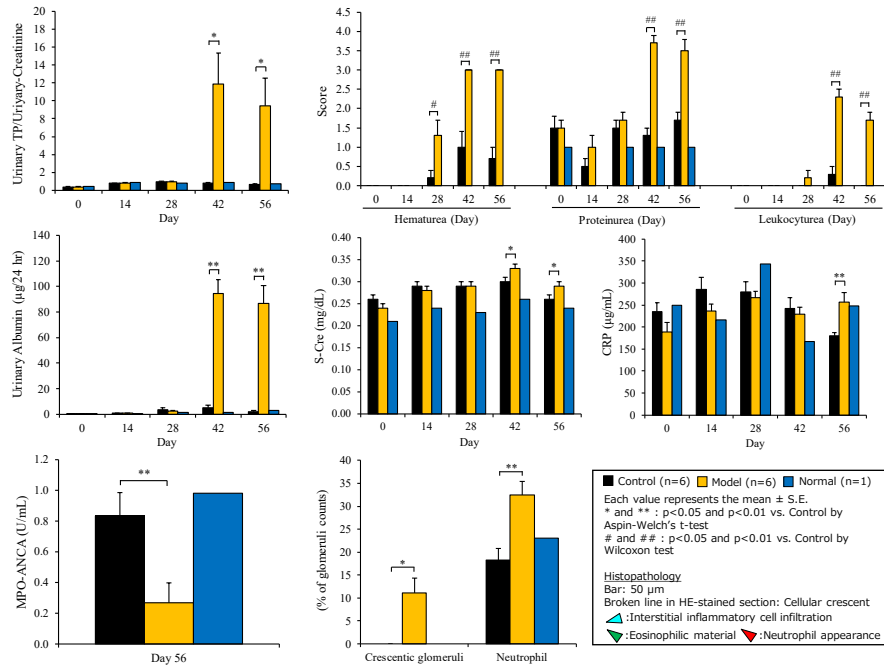 Urinary TP/Uriyary-Creatinine
20
18
16
14
12
10
8
6
4
2
0
*
*
0 14 28 42 56
Day
Score
5.0
4.5
4.0
3.5
3.0
2.5
2.0
1.5
1.0
0.5
0.0
#
##
##
##
##
##
##
0 14 28 42 56 0 14 28 42 56 0 14 28 42 56
Hematurea (Day) Proteinurea (Day) Leukocyturea (Day)
Urinary Albumin (µg/24 hr)
140
120
100
80
60
40
20
0
**
**
0 14 28 42 56
Day
S-Cre (mg/dL)
0.40
0.35
0.30
0.25
0.20
0.15
0.10
0.05
0.00
*
*
0 14 28 42 56
Day
CRP (µg/mL)
400
350
300
250
200
150
100
50
0
**
0 14 28 42 56
Day
MPO-ANCA (U/mL)
1.2
1.0
0.8
0.6
0.4
0.2
0.0
**
Day 56
(% of glomeruli counts)
40
35
30
25
20
15
10
5
0
*
**
Crescentic glomeruli Neutrophil
Control (n=6) Model (n=6) Normal (n=1)
Each value represents the mean ± S.E.
* and ** : p<0.05 and p<0.01 vs. Control by
Aspin-Welch's t-test
# and ## : p<0.05 and p<0.01 vs. Control by
Wilcoxon test
Histopathology
Bar: 50 µm
Broken line in HE-stained section: Cellular crescent
:Interstitial inflammatory cell infiltration
:Eosinophilic material :Neutrophil appearance